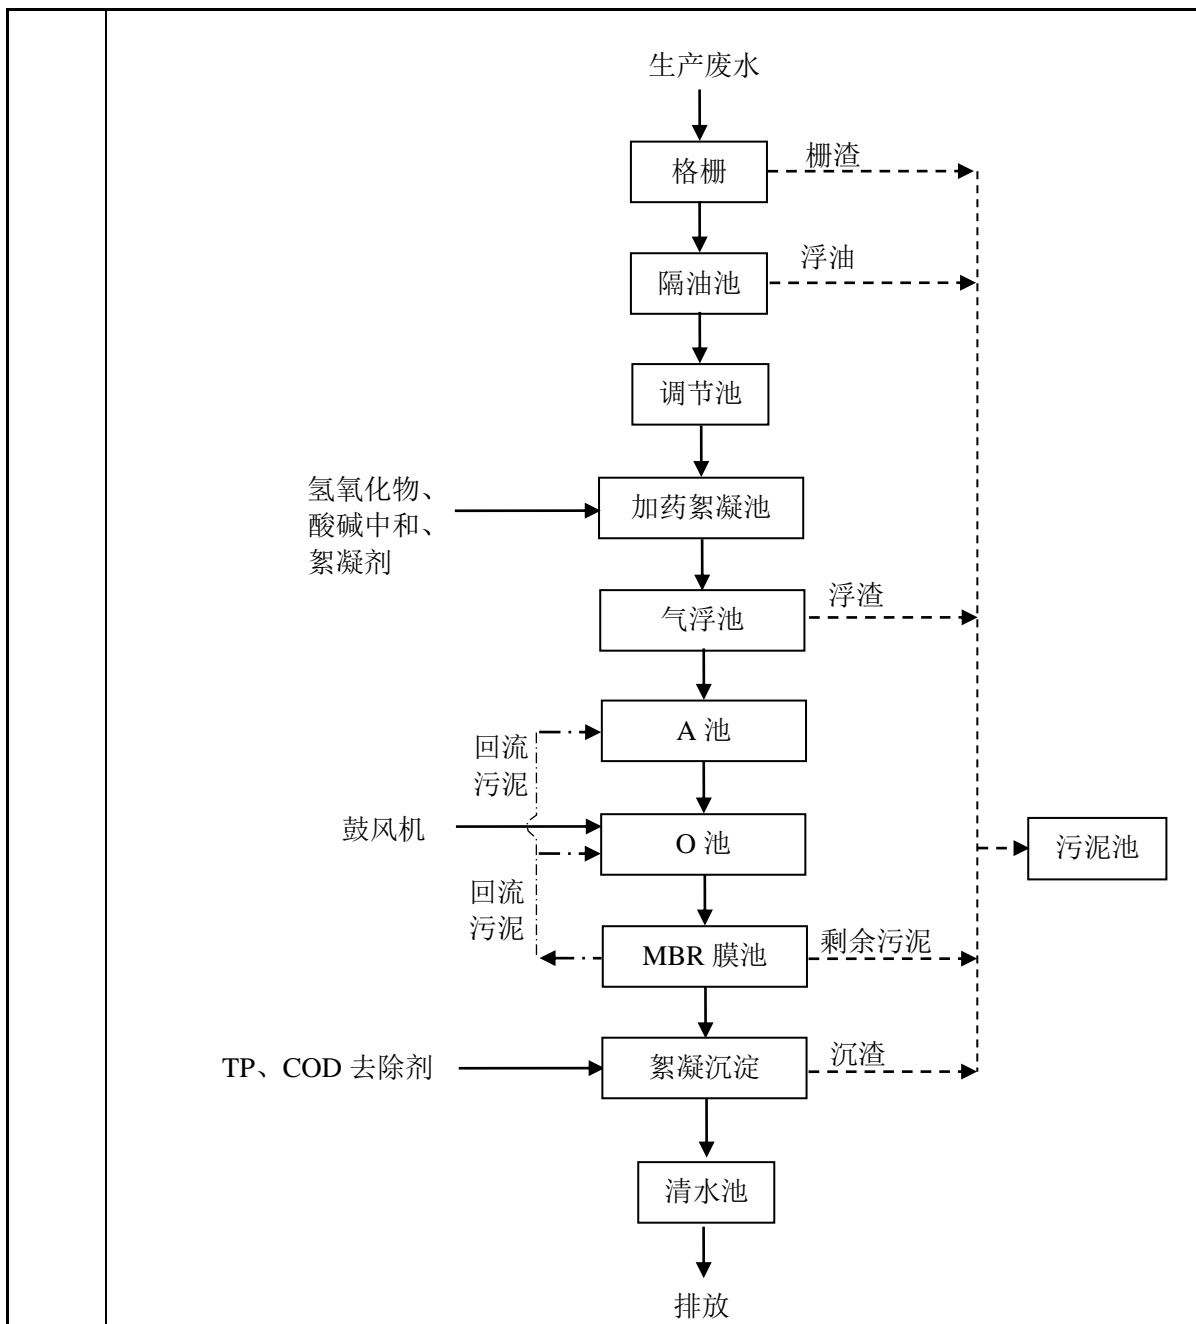 生产废水
格栅
栅渣
隔油池
浮油
调节池
氢氧化物、
酸碱中和、
絮凝剂
加药絮凝池
气浮池
浮渣
回流
污泥
A 池
鼓风机
O 池
污泥池
回流
污泥
MBR 膜池
剩余污泥
TP、COD 去除剂
絮凝沉淀
沉渣
清水池
排放